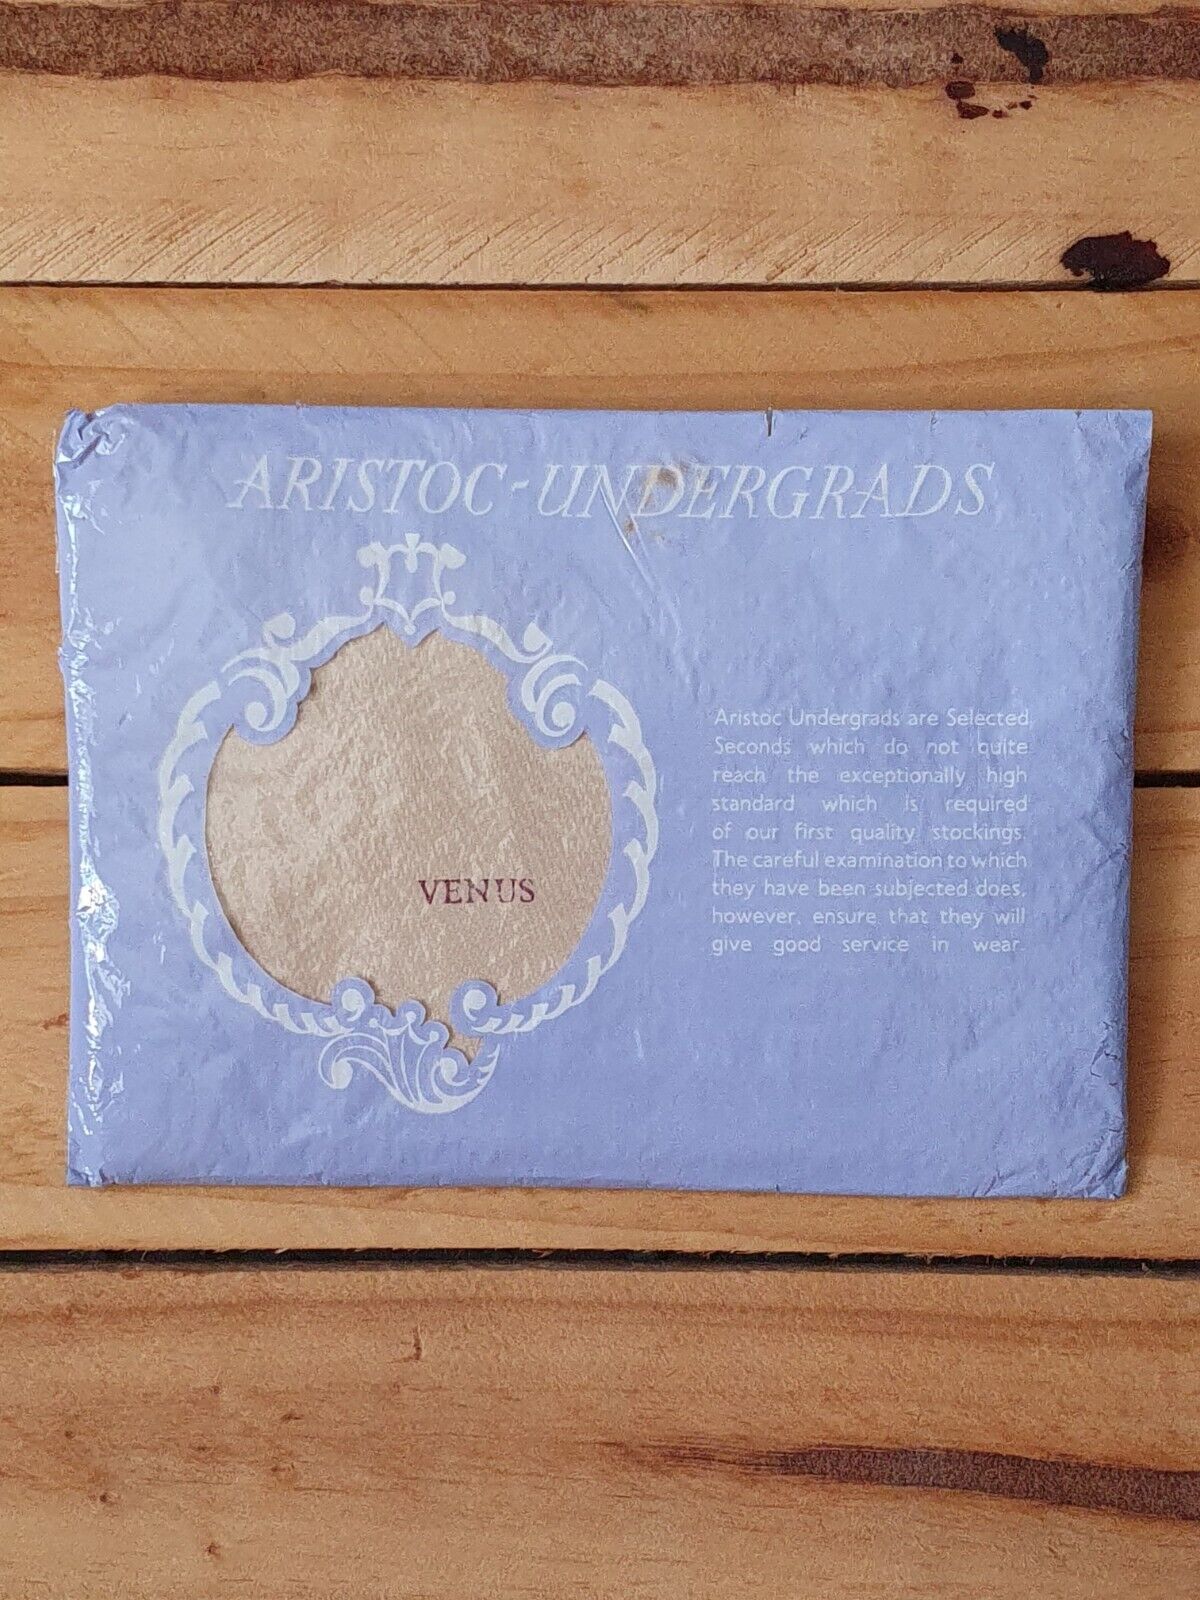 ARISTOC-UNDERGRADS
VENUS
Aristoc Undergrads are Selected
Seconds which do not quite
reach the exceptionally high
standard which is required
of our first quality stockings.
The careful examination to which
they have been subjected does,
however, ensure that they will
give good service in wear.